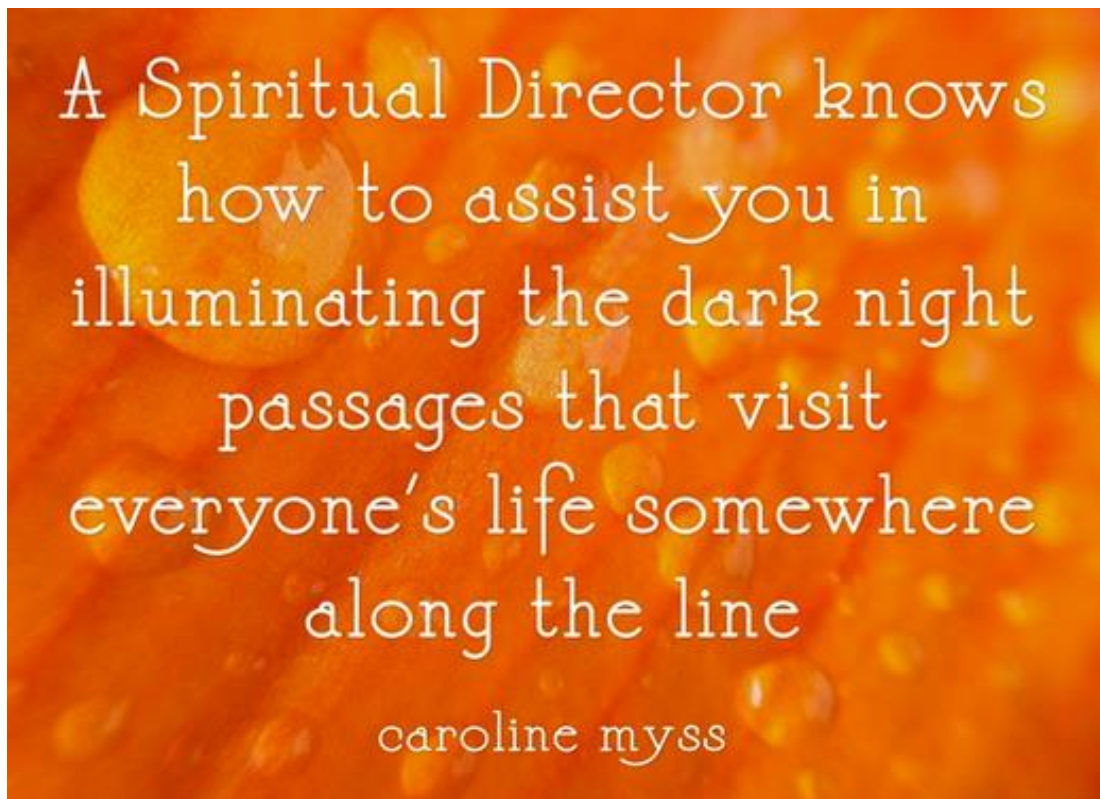 A Spiritual Director knows
how to assist you in
illuminating the dark night
passages that visit
everyone's life somewhere
along the line
caroline myss